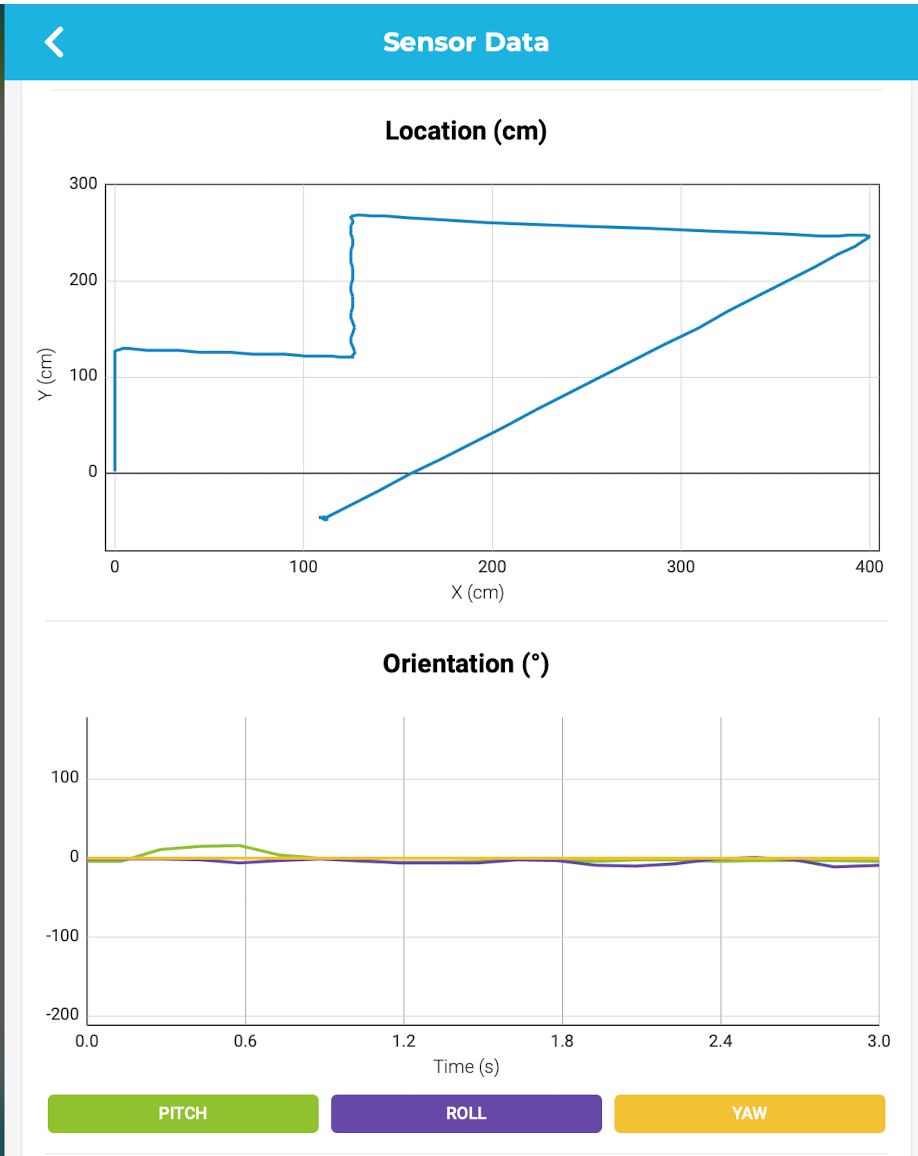 Sensor Data
Location (cm)
300
200
100
0
Y (cm)
0 100 200 300 400
X (cm)
Orientation (°)
100
0
-100
-200
0.0 0.6 1.2 1.8 2.4 3.0
Time (s)
PITCH ROLL YAW